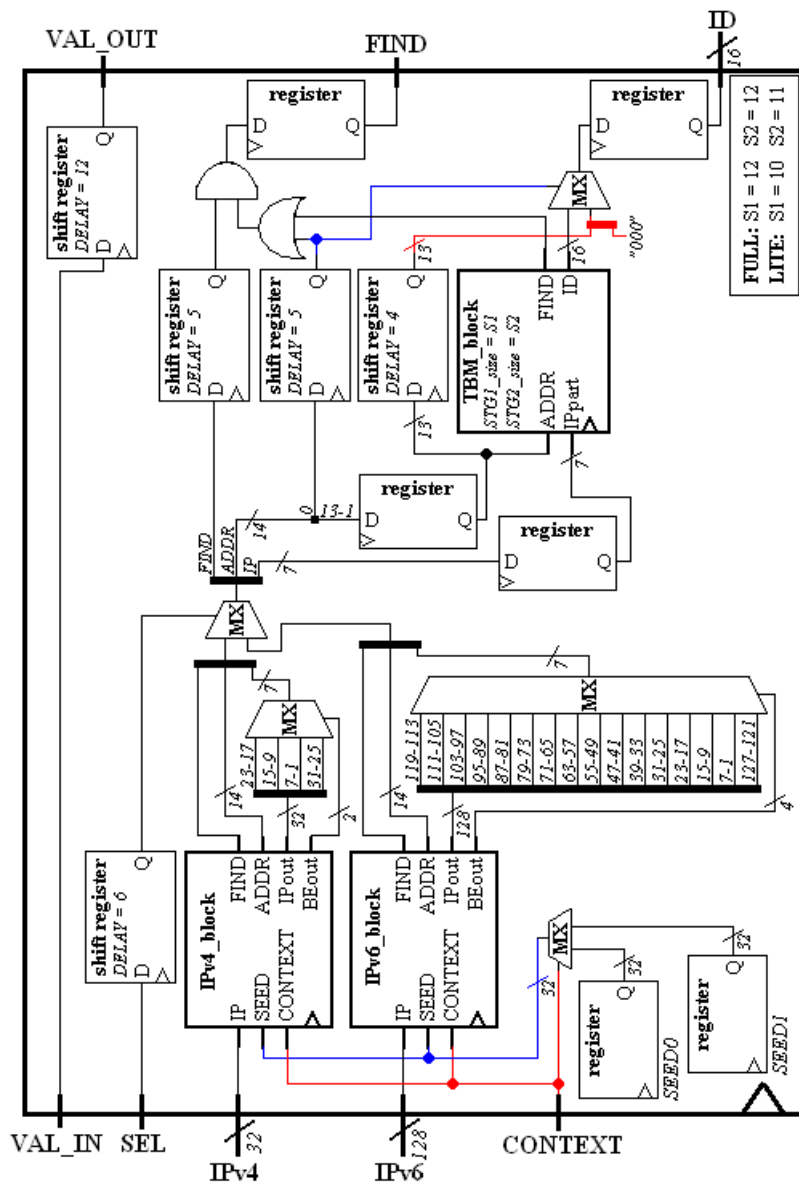 VAL_OUT
FIND
ID
16
shift register
DELAY = 12
D
Q
register
D
Q
register
D
Q
MX
FULL: S1 = 12 S2 = 12
LITE: S1 = 10 S2 = 11
shift register
DELAY = 5
D
Q
shift register
DELAY = 5
D
Q
shift register
DELAY = 4
D
Q
13
13
"000"
16
TBM_block
STG1_size = S1
STG2_size = S2
FIND
ID
ADDR
IPpart
7
register
D
Q
0
13-1
14
register
D
Q
7
FIND
ADDR
IP
MX
shift register
DELAY = 6
D
Q
7
MX
23-17
15-9
7-1
31-25
14
32
2
IPv4_block
FIND
ADDR
IPout
BEout
IP
SEED
CONTEXT
7
MX
119-113
111-105
103-97
95-89
87-81
79-73
71-65
63-57
55-49
47-41
39-33
31-25
23-17
15-9
7-1
127-121
14
128
4
IPv6_block
FIND
ADDR
IPout
BEout
IP
SEED
CONTEXT
MX
32
32
32
register
Q
SEED0
register
Q
SEED1
VAL_IN
SEL
IPv4
32
IPv6
128
CONTEXT